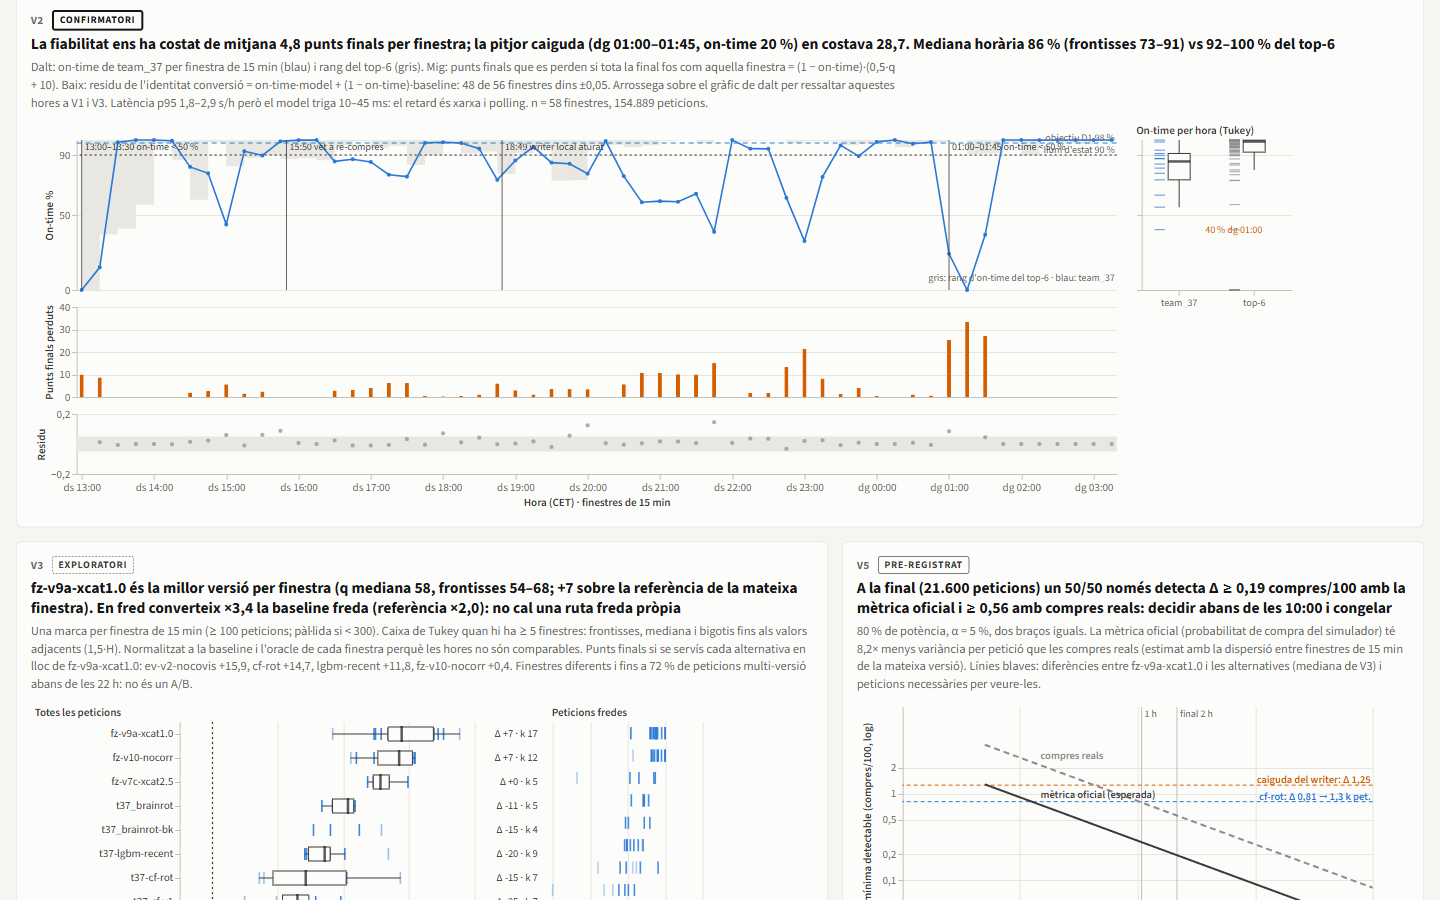 V2 CONFIRMATORI
La fiabilitat ens ha costat de mitjana 4,8 punts finals per finestra; la pitjor caiguda (dg 01:00–01:45, on-time 20 %) en costava 28,7. Mediana horària 86 % (frontisses 73–91) vs 92–100 % del top-6
Dalt: on-time de team_37 per finestra de 15 min (blau) i rang del top-6 (gris). Mig: punts finals que es perden si tota la final fos com aquella finestra = (1 − on-time)·(0,5·q
+ 10). Baix: residu de l'identitat conversió = on-time·model + (1 − on-time)·baseline: 48 de 56 finestres dins ±0,05. Arrossega sobre el gràfic de dalt per ressaltar aquestes
hores a V1 i V3. Latència p95 1,8–2,9 s/h però el model triga 10–45 ms: el retard és xarxa i polling. n = 58 finestres, 154.889 peticions.
On-time %
90
50
0
13:00–13:30 on-time < 50 %
15:50 vet a re-compres
18:49 writer local aturat
01:00–01:45 on-time < 50 %
objectiu D1 98 %
llum d'estat 90 %
gris: rang d'on-time del top-6 · blau: team_37
On-time per hora (Tukey)
40 % dg 01:00
team_37
top-6
Punts finals perduts
40
30
20
10
0
Residu
0,2
−0,2
ds 13:00
ds 14:00
ds 15:00
ds 16:00
ds 17:00
ds 18:00
ds 19:00
ds 20:00
ds 21:00
ds 22:00
ds 23:00
dg 00:00
dg 01:00
dg 02:00
dg 03:00
Hora (CET) · finestres de 15 min
V3 EXPLORATORI
fz-v9a-xcat1.0 és la millor versió per finestra (q mediana 58, frontisses 54–68; +7 sobre la referència de la mateixa
finestra). En fred converteix ×3,4 la baseline freda (referència ×2,0): no cal una ruta freda pròpia
Una marca per finestra de 15 min (≥ 100 peticions; pàl·lida si < 300). Caixa de Tukey quan hi ha ≥ 5 finestres: frontisses, mediana i bigotis fins als valors
adjacents (1,5·H). Normalitzat a la baseline i l'oracle de cada finestra perquè les hores no són comparables. Punts finals si se servís cada alternativa en
lloc de fz-v9a-xcat1.0: ev-v2-nocovis +15,9, cf-rot +14,7, lgbm-recent +11,8, fz-v10-nocorr +0,4. Finestres diferents i fins a 72 % de peticions multi-versió
abans de les 22 h: no és un A/B.
Totes les peticions
Peticions fredes
fz-v9a-xcat1.0
Δ +7 · k 17
fz-v10-nocorr
Δ +7 · k 12
fz-v7c-xcat2.5
Δ +0 · k 5
t37_brainrot
Δ -11 · k 5
t37_brainrot-bk
Δ -15 · k 4
t37-lgbm-recent
Δ -20 · k 9
t37-cf-rot
Δ -15 · k 7
V5 PRE-REGISTRAT
A la final (21.600 peticions) un 50/50 només detecta Δ ≥ 0,19 compres/100 amb la
mètrica oficial i ≥ 0,56 amb compres reals: decidir abans de les 10:00 i congelar
80 % de potència, α = 5 %, dos braços iguals. La mètrica oficial (probabilitat de compra del simulador) té
8,2× menys variància per petició que les compres reals (estimat amb la dispersió entre finestres de 15 min
de la mateixa versió). Línies blaves: diferències entre fz-v9a-xcat1.0 i les alternatives (mediana de V3) i
peticions necessàries per veure-les.
mínima detectable (compres/100, log)
2
1
0,5
0,2
0,1
1 h
final 2 h
compres reals
mètrica oficial (esperada)
caiguda del writer: Δ 1,25
cf-rot: Δ 0,81 → 1,3 k pet.